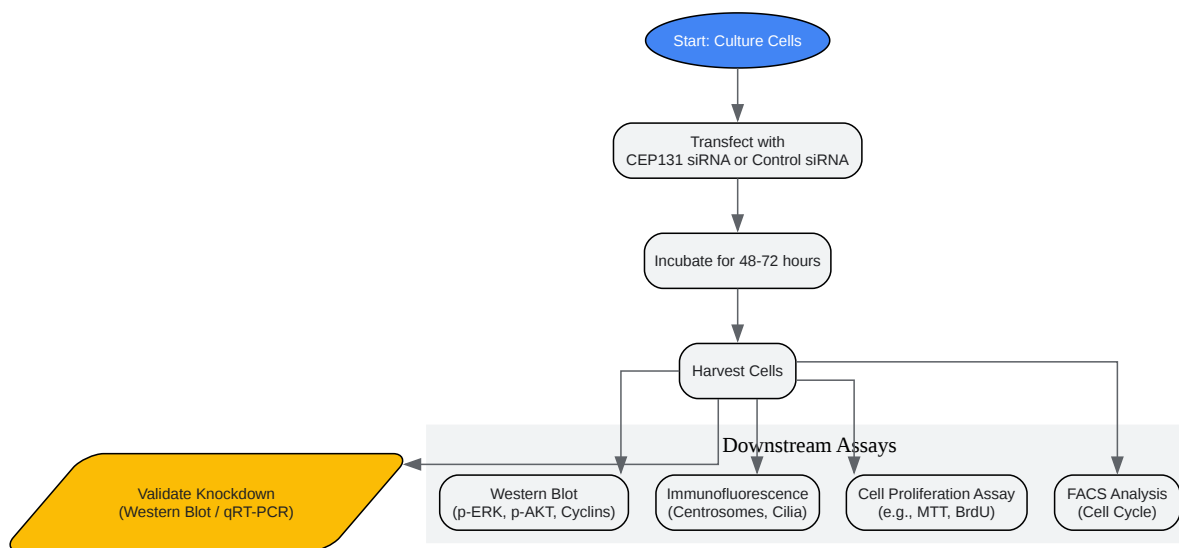 Start: Culture Cells
Transfect with
CEP131 siRNA or Control siRNA
Incubate for 48-72 hours
Harvest Cells
Downstream Assays
Validate Knockdown
(Western Blot / qRT-PCR)
Western Blot
(p-ERK, p-AKT, Cyclins)
Immunofluorescence
(Centrosomes, Cilia)
Cell Proliferation Assay
(e.g., MTT, BrdU)
FACS Analysis
(Cell Cycle)